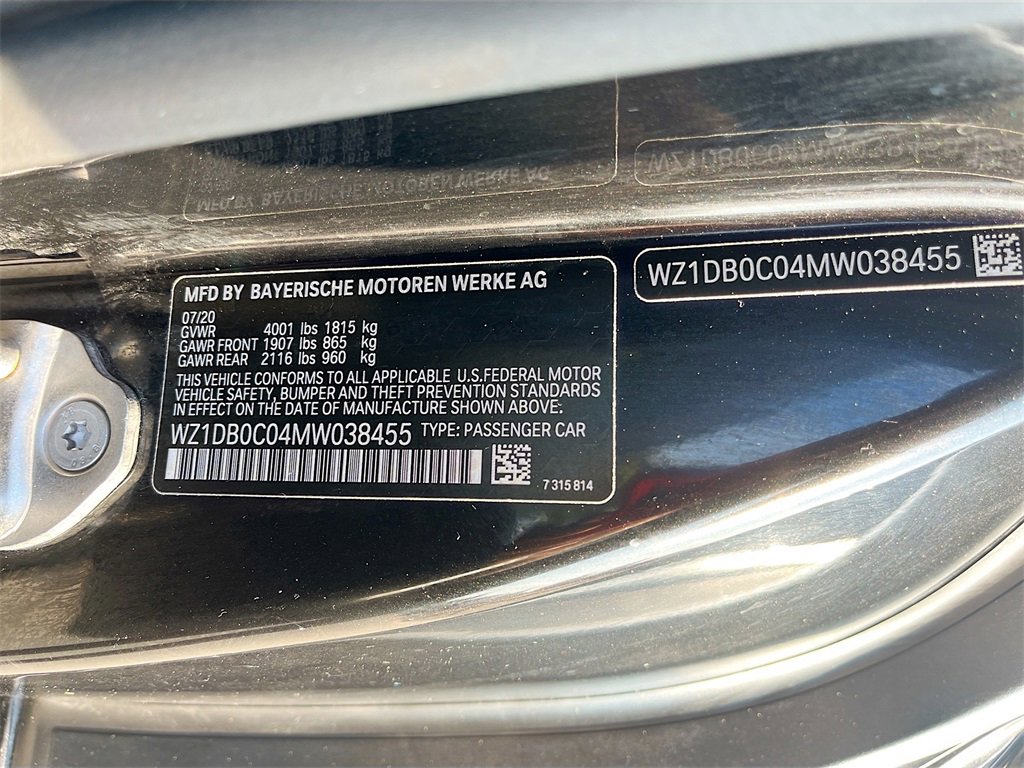 WZ1DB0C04MW038455
MFD BY BAYERISCHE MOTOREN WERKE AG
07/20
GVWR 4001 lbs 1815 kg
GAWR FRONT 1907 lbs 865 kg
GAWR REAR 2116 lbs 960 kg
THIS VEHICLE CONFORMS TO ALL APPLICABLE U.S.FEDERAL MOTOR
VEHICLE SAFETY, BUMPER AND THEFT PREVENTION STANDARDS
IN EFFECT ON THE DATE OF MANUFACTURE SHOWN ABOVE:
WZ1DB0C04MW038455 TYPE: PASSENGER CAR
7 315 814